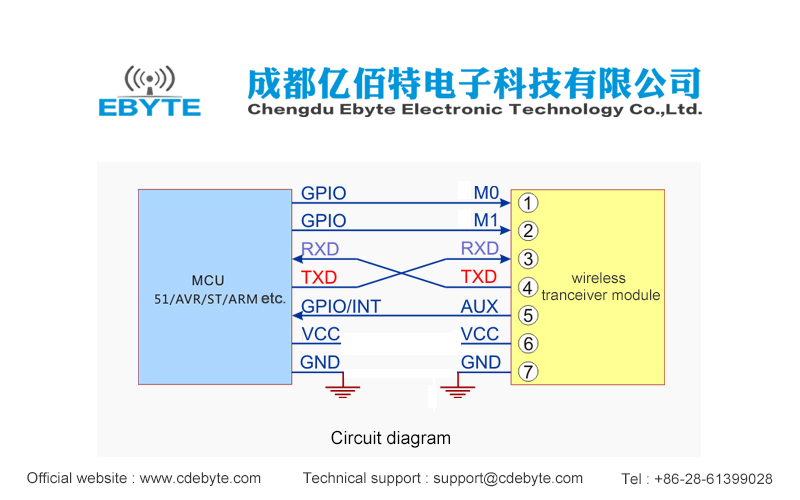 EBYTE
成都亿佰特电子科技有限公司
Chengdu Ebyte Electronic Technology Co.,Ltd.
GPIO M0 1
GPIO M1 2
RXD RXD 3
TXD TXD 4
GPIO/INT AUX 5
VCC VCC 6
GND GND 7
MCU
51/AVR/ST/ARM etc.
wireless
tranceiver module
Circuit diagram
Official website : www.cdebyte.com Technical support : support@cdebyte.com Tel : +86-28-61399028